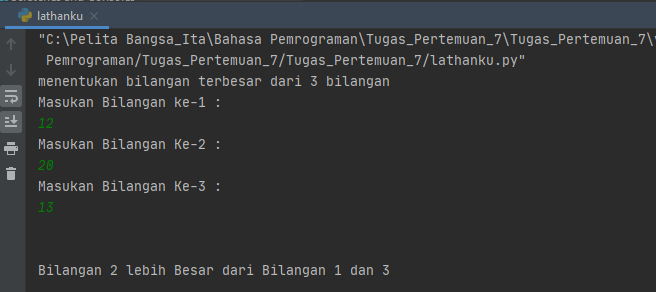 lathanku
"C:\Pelita Bangsa_Ita\Bahasa Pemrograman\Tugas_Pertemuan_7\Tugas_Pertemuan_7\
Pemrograman/Tugas_Pertemuan_7/Tugas_Pertemuan_7/lathanku.py"
menentukan bilangan terbesar dari 3 bilangan
Masukan Bilangan ke-1 :
12
Masukan Bilangan Ke-2 :
20
Masukan Bilangan Ke-3 :
13
Bilangan 2 lebih Besar dari Bilangan 1 dan 3